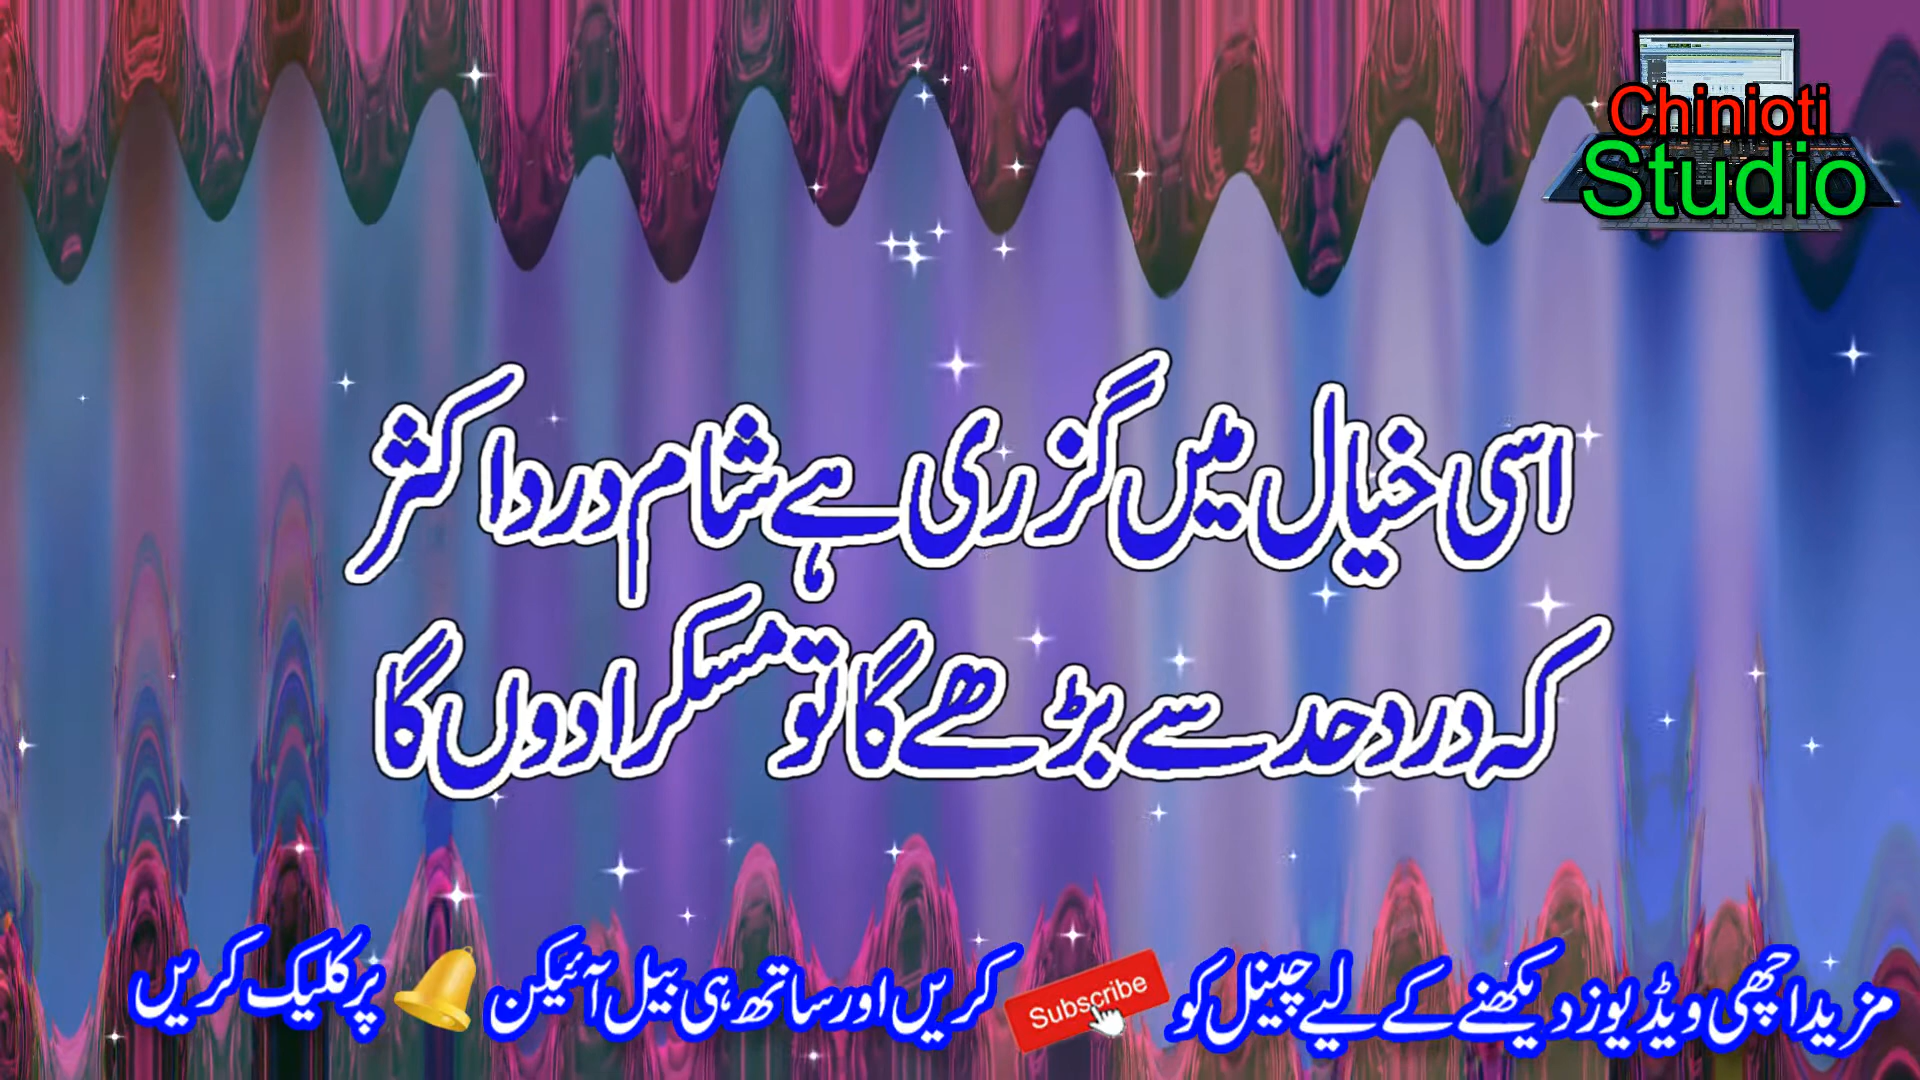 Chinioti
Studio
اسی خیال میں گزری ہے شام درد اکثر
کہ درد حد سے بڑھے گا تو مسکرا دوں گا
مزید اچھی ویڈیوز دیکھنے کے لیے چینل کو Subscribe کریں اور ساتھ ہی بیل آئیکن پر کلیک کریں